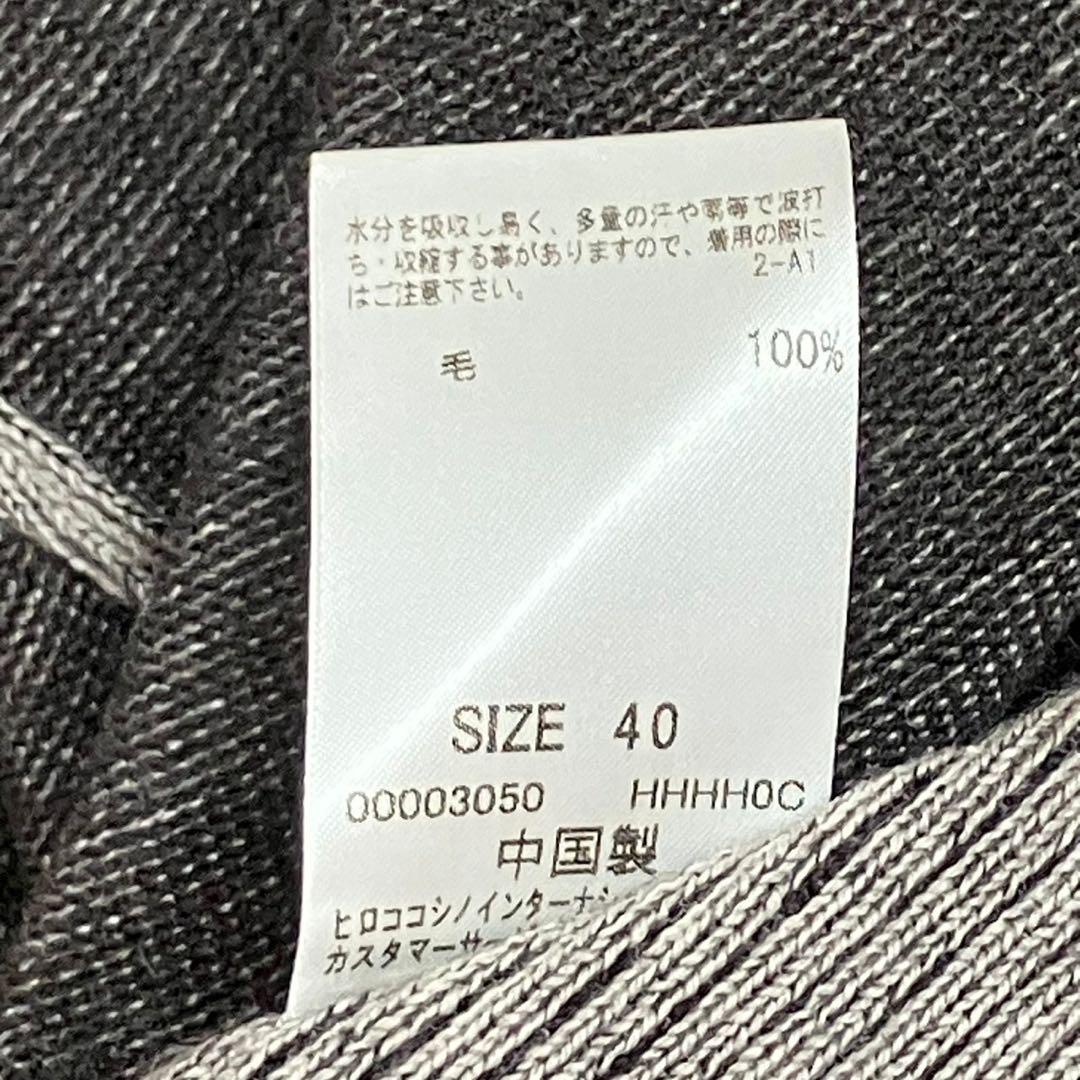 水分を吸収し易く、多量の汗や雨等で波打
ち・収縮する事がありますので、着用の際に
はご注意下さい。 2-A1
毛 100%
SIZE 40
00003050 HHHH0C
中国製
ヒロココシノインターナシ
カスタマーサー